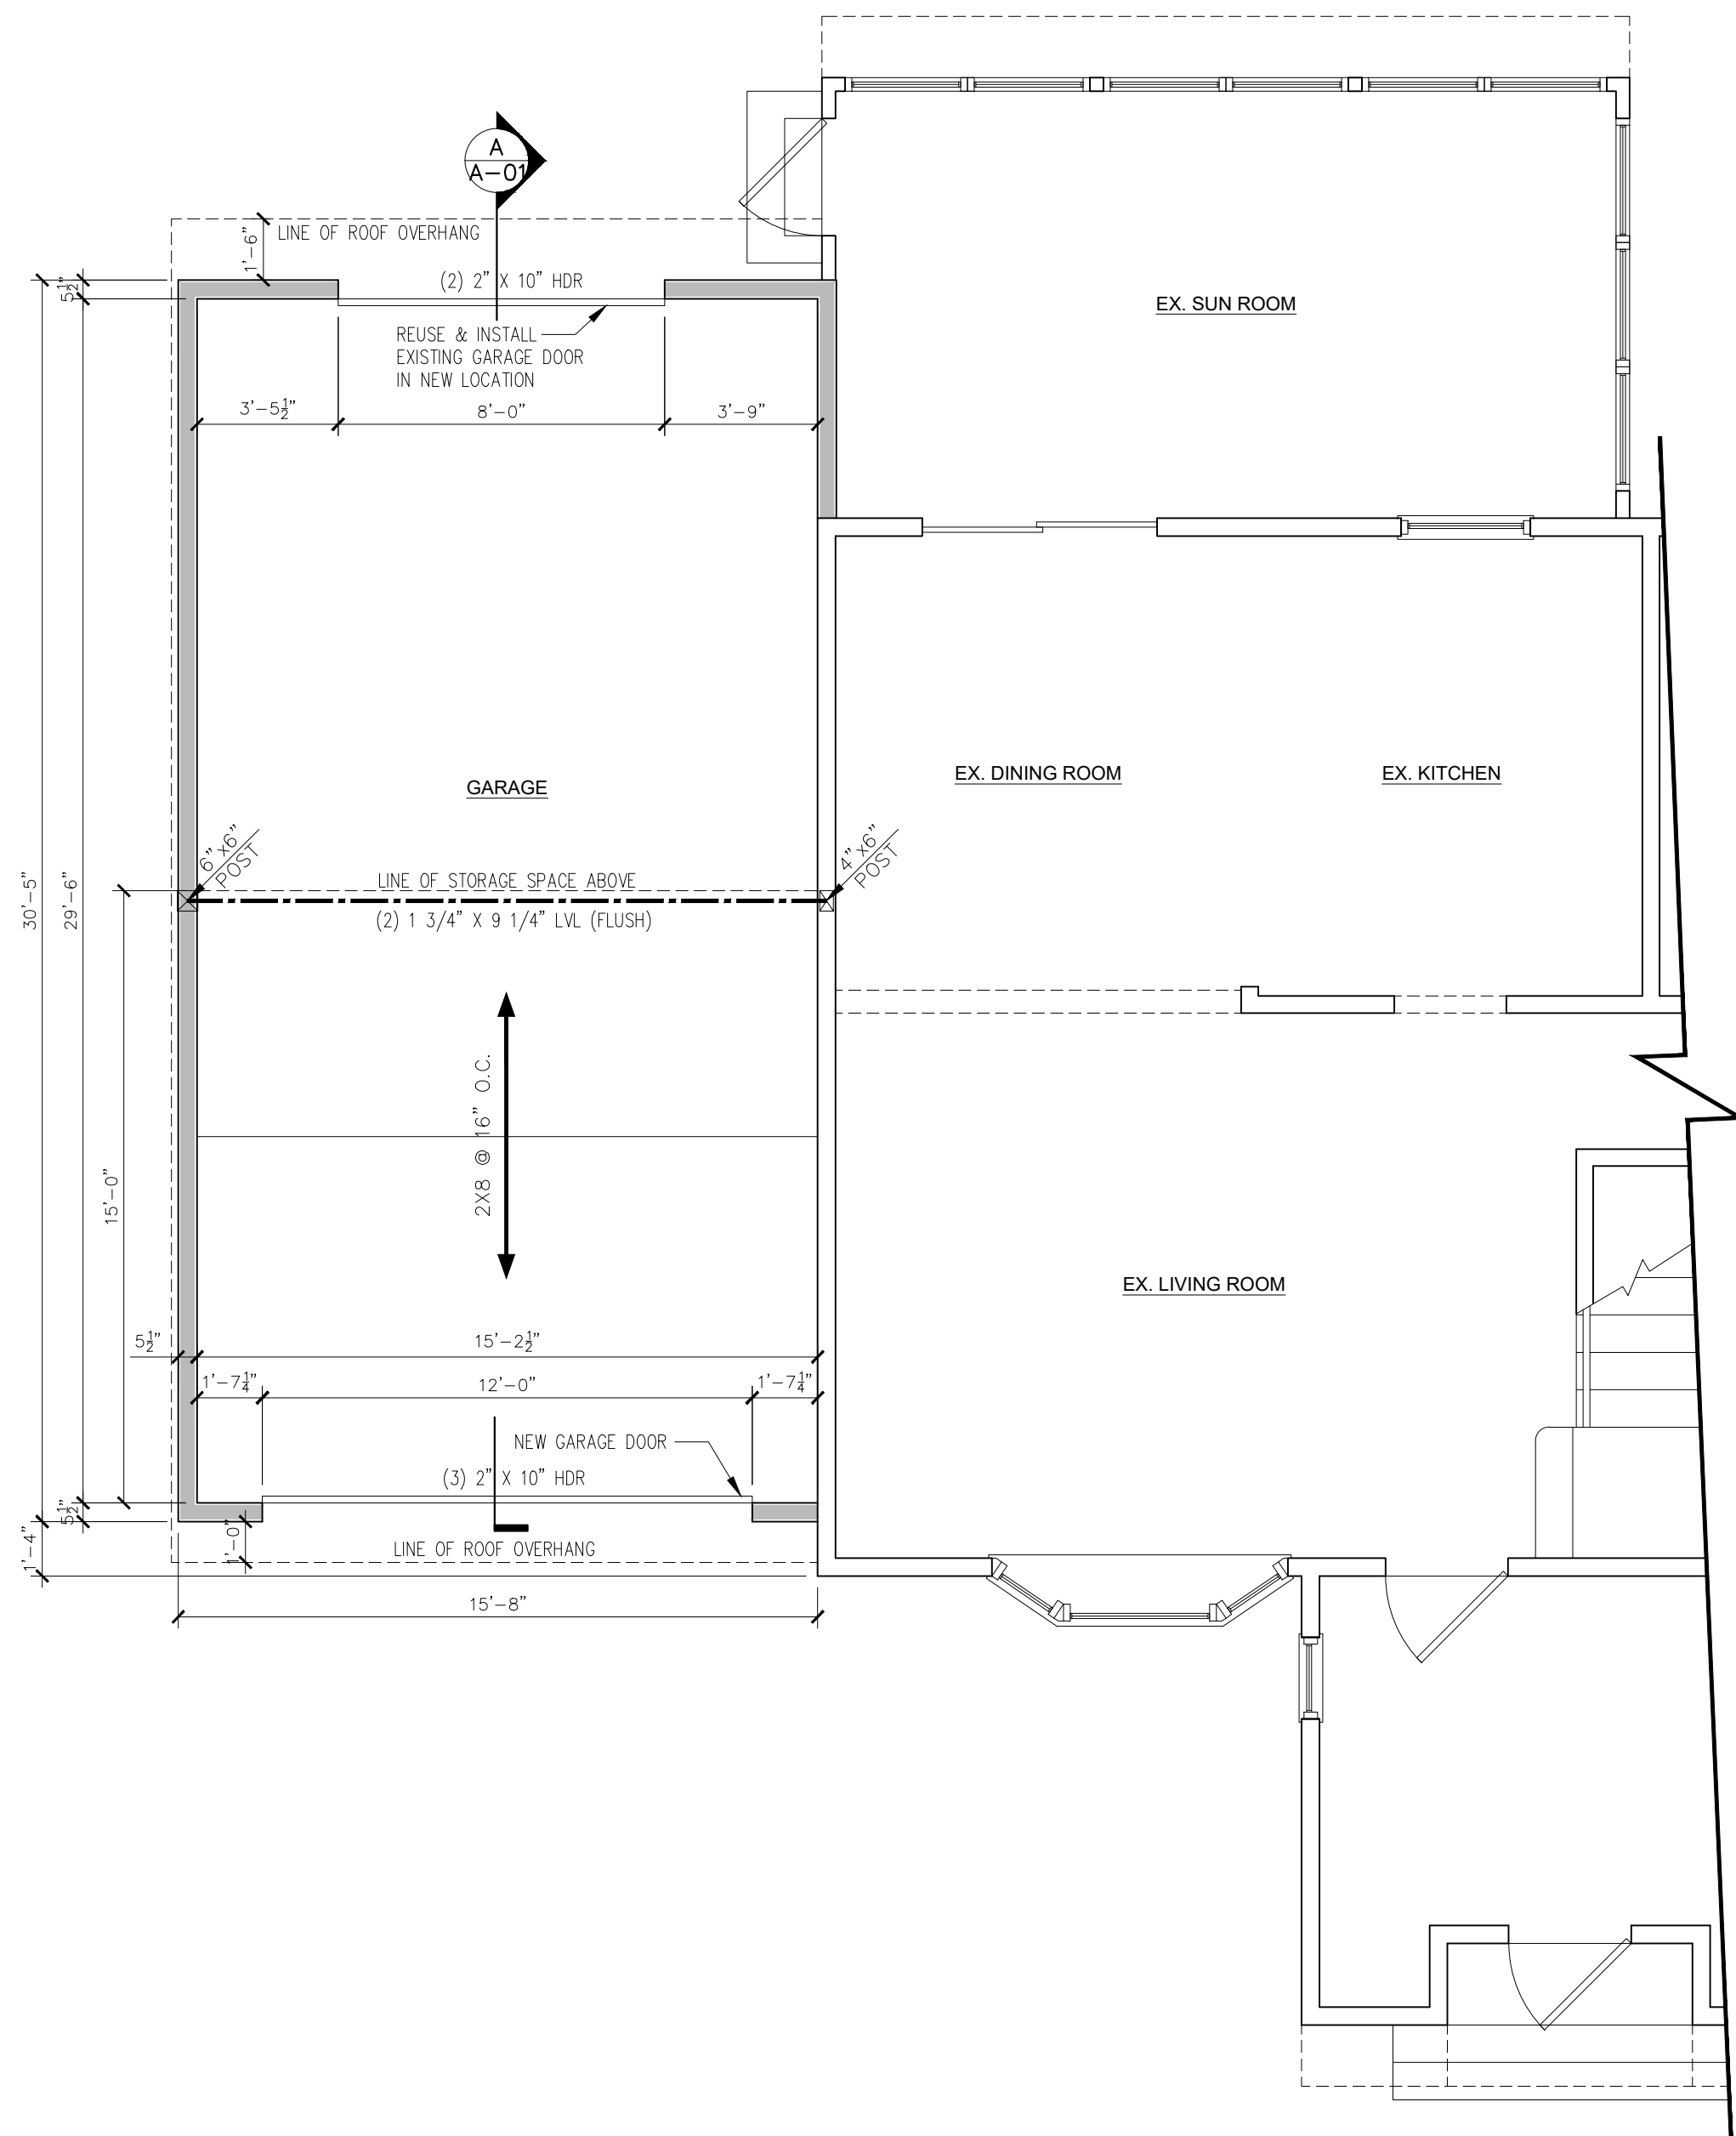 A
A-01
LINE OF ROOF OVERHANG
1'-6"
5½"
(2) 2" X 10" HDR
EX. SUN ROOM
REUSE & INSTALL
EXISTING GARAGE DOOR
IN NEW LOCATION
3'-5½"
8'-0"
3'-9"
EX. DINING ROOM
EX. KITCHEN
GARAGE
6" x6"
POST
4" x6"
POST
LINE OF STORAGE SPACE ABOVE
(2) 1 3/4" X 9 1/4" LVL (FLUSH)
30'-5"
29'-6"
15'-0"
2X8 @ 16" O.C.
EX. LIVING ROOM
5½"
15'-2½"
1'-7¼"
12'-0"
1'-7¼"
NEW GARAGE DOOR
(3) 2" X 10" HDR
5½"
1'-4"
1'-0"
LINE OF ROOF OVERHANG
15'-8"